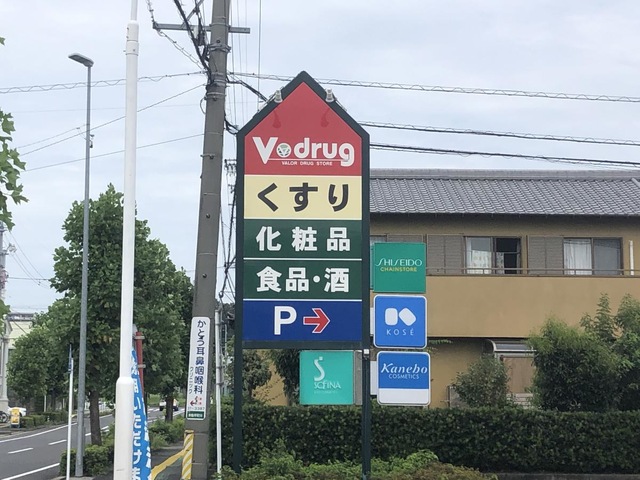 V drug
VALOR DRUG STORE
くすり
化粧品
食品・酒
P
SHISEIDO
CHAINSTORE
KOSÉ
SOFINA
Kanebo
COSMETICS
かとう耳鼻咽喉科